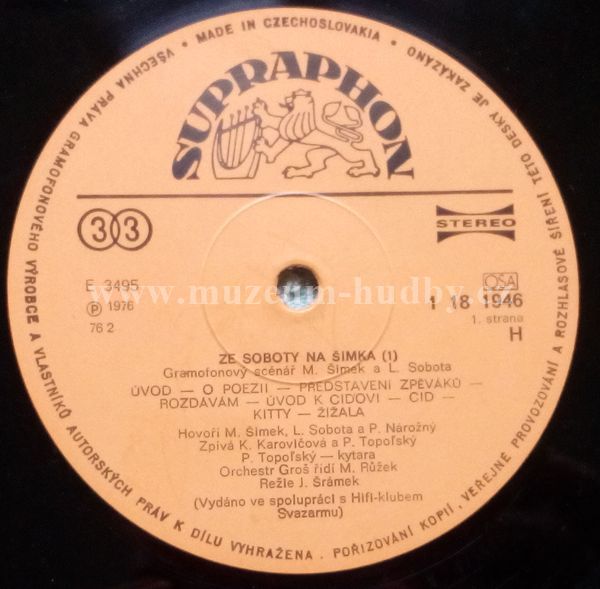 VŠECHNA PRÁVA GRAMOFONOVÉHO VÝROBCE A VLASTNÍKŮ AUTORSKÝCH PRÁV K DÍLU VYHRAŽENA. POŘIZOVÁNÍ KOPIÍ, VEŘEJNÉ PROVOZOVÁNÍ A ROZHLASOVÉ ŠÍŘENÍ TÉTO DESKY JE ZAKÁZÁNO • MADE IN CZECHOSLOVAKIA •
SUPRAPHON
33
STEREO
E 3495
Ⓟ 1976
76 2
OSA
1 18 1946
1. strana
H
www.muzeum-hudby.cz
ZE SOBOTY NA ŠIMKA (1)
Gramofonový scénář M. Šimek a L. Sobota
ÚVOD — O POEZII — PŘEDSTAVENÍ ZPĚVÁKŮ —
ROZDÁVÁM — ÚVOD K CIDOVI — CID —
KITTY — ŽÍŽALA
Hovoří M. Šimek, L. Sobota a P. Nárožný
Zpívá K. Karovičová a P. Topoľský
P. Topoľský — kytara
Orchestr Groš řídí M. Růžek
Režie J. Šrámek
(Vydáno ve spolupráci s Hifi-klubem
Svazarmu)